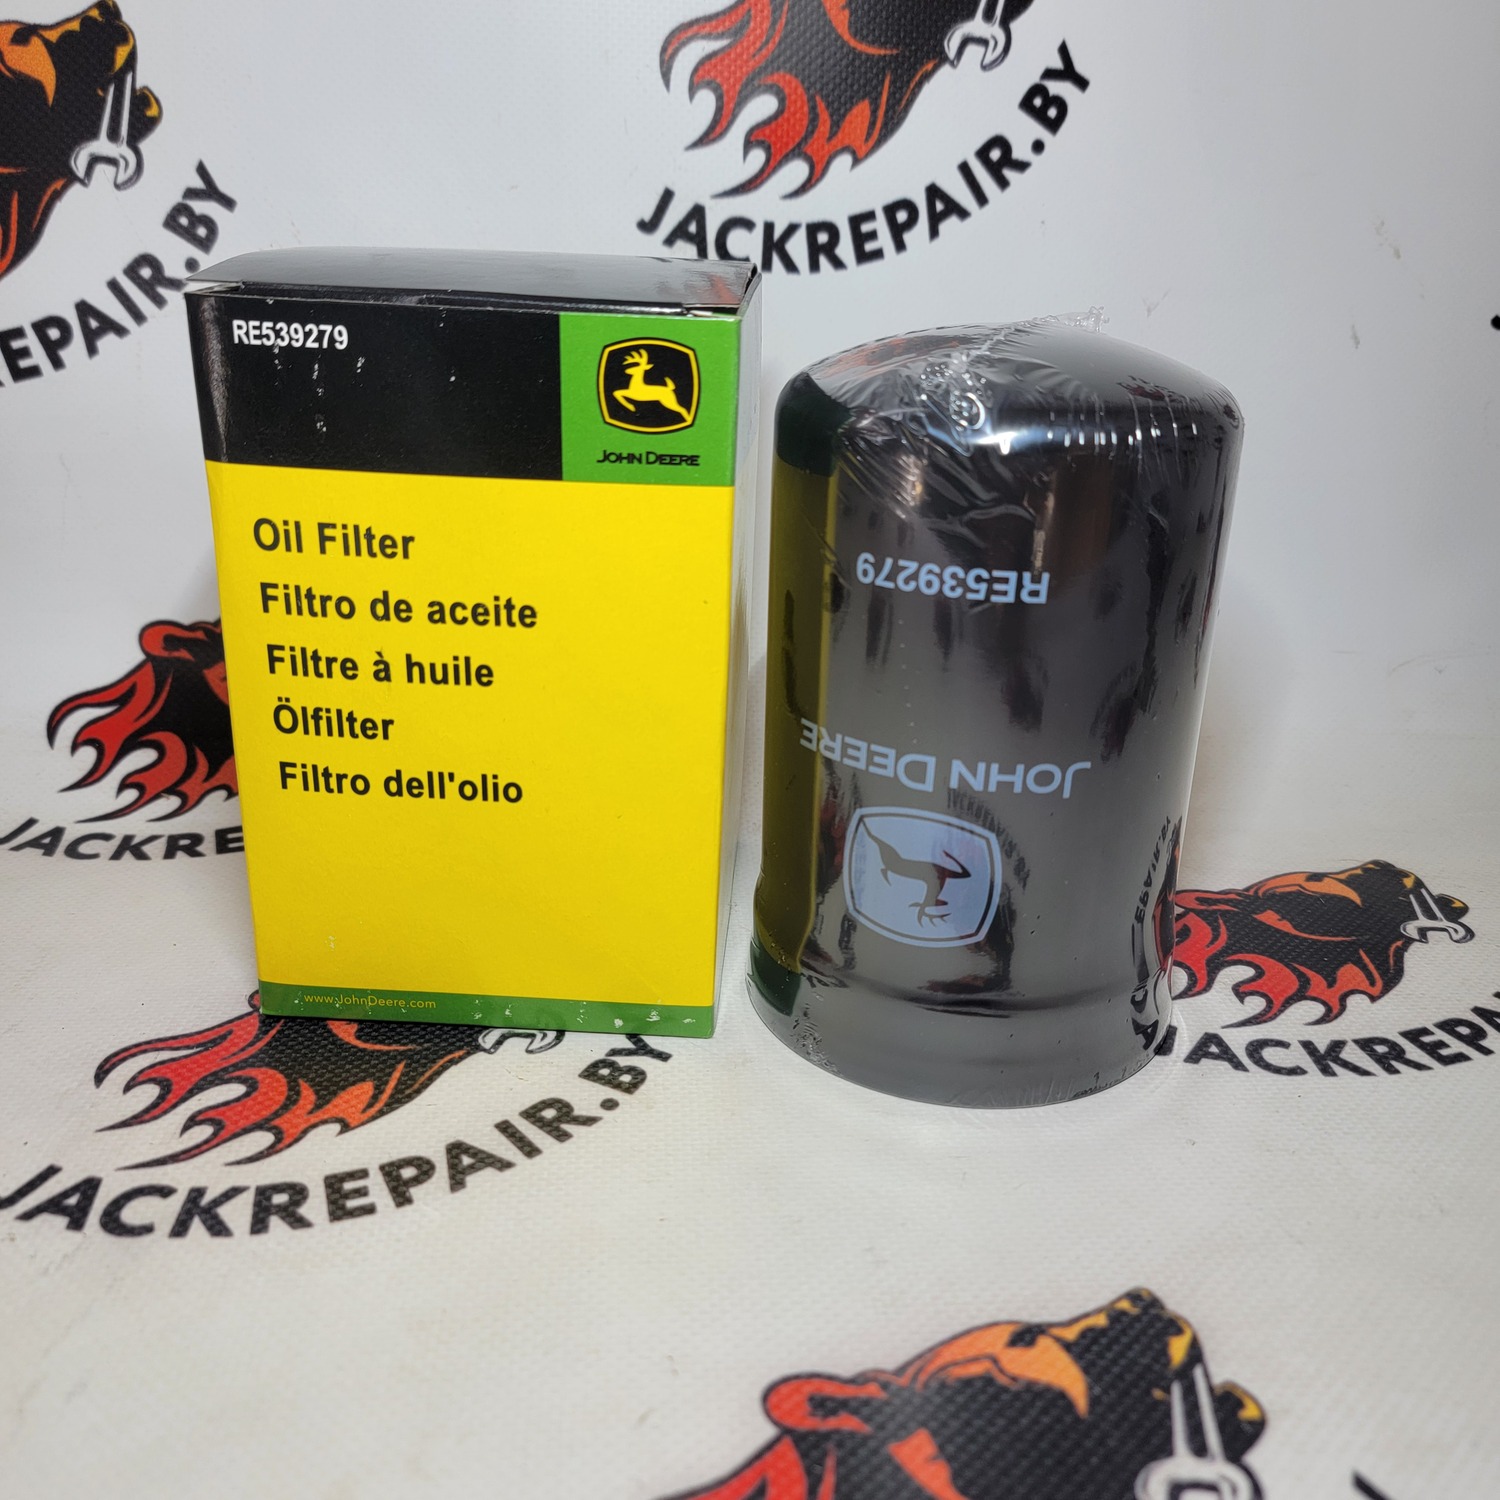 JACKREPAIR.BY
EPAIR.BY
RE539279
JOHN DEERE
Oil Filter
Filtro de aceite
Filtre à huile
Ölfilter
Filtro dell'olio
www.JohnDeere.com
RE539279
JOHN DEERE
JACKRE
JACKREPA
JACKREPAIR.BY